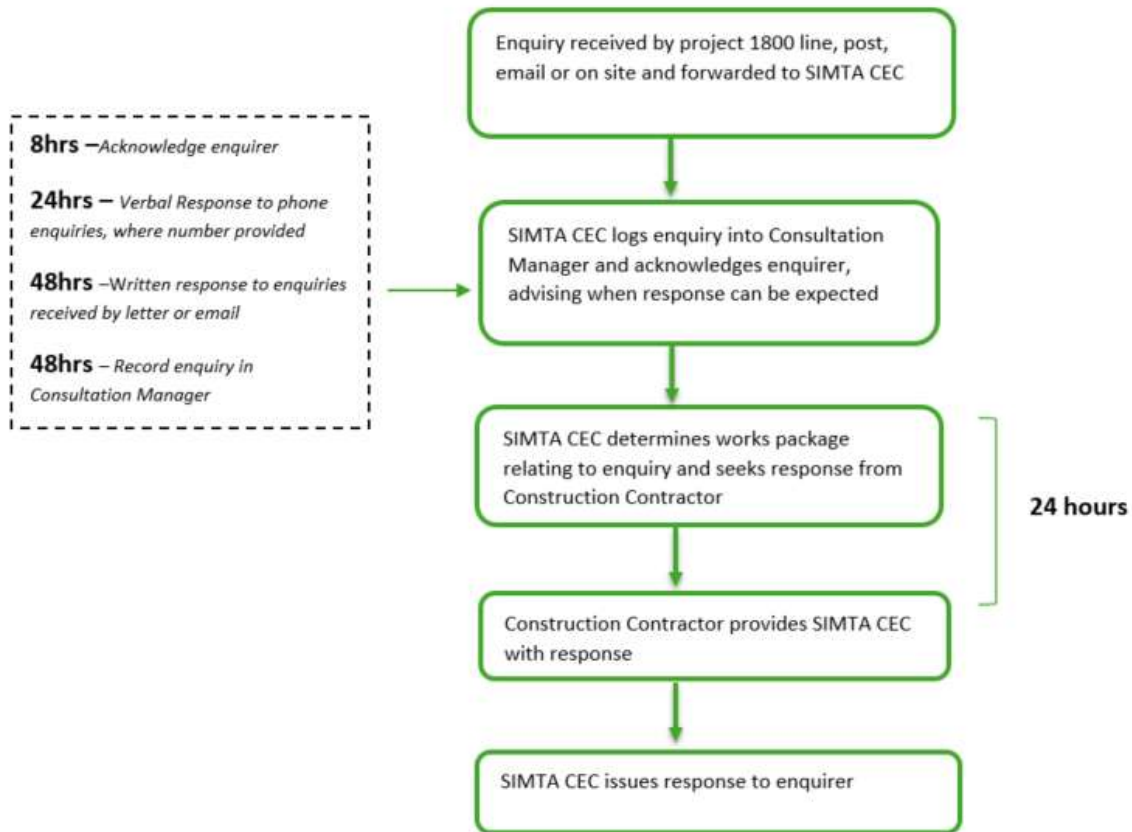 Enquiry received by project 1800 line, post,
email or on site and forwarded to SIMTA CEC
8hrs –Acknowledge enquirer
24hrs – Verbal Response to phone
enquiries, where number provided
48hrs –Written response to enquiries
received by letter or email
48hrs – Record enquiry in
Consultation Manager
SIMTA CEC logs enquiry into Consultation
Manager and acknowledges enquirer,
advising when response can be expected
SIMTA CEC determines works package
relating to enquiry and seeks response from
Construction Contractor
24 hours
Construction Contractor provides SIMTA CEC
with response
SIMTA CEC issues response to enquirer